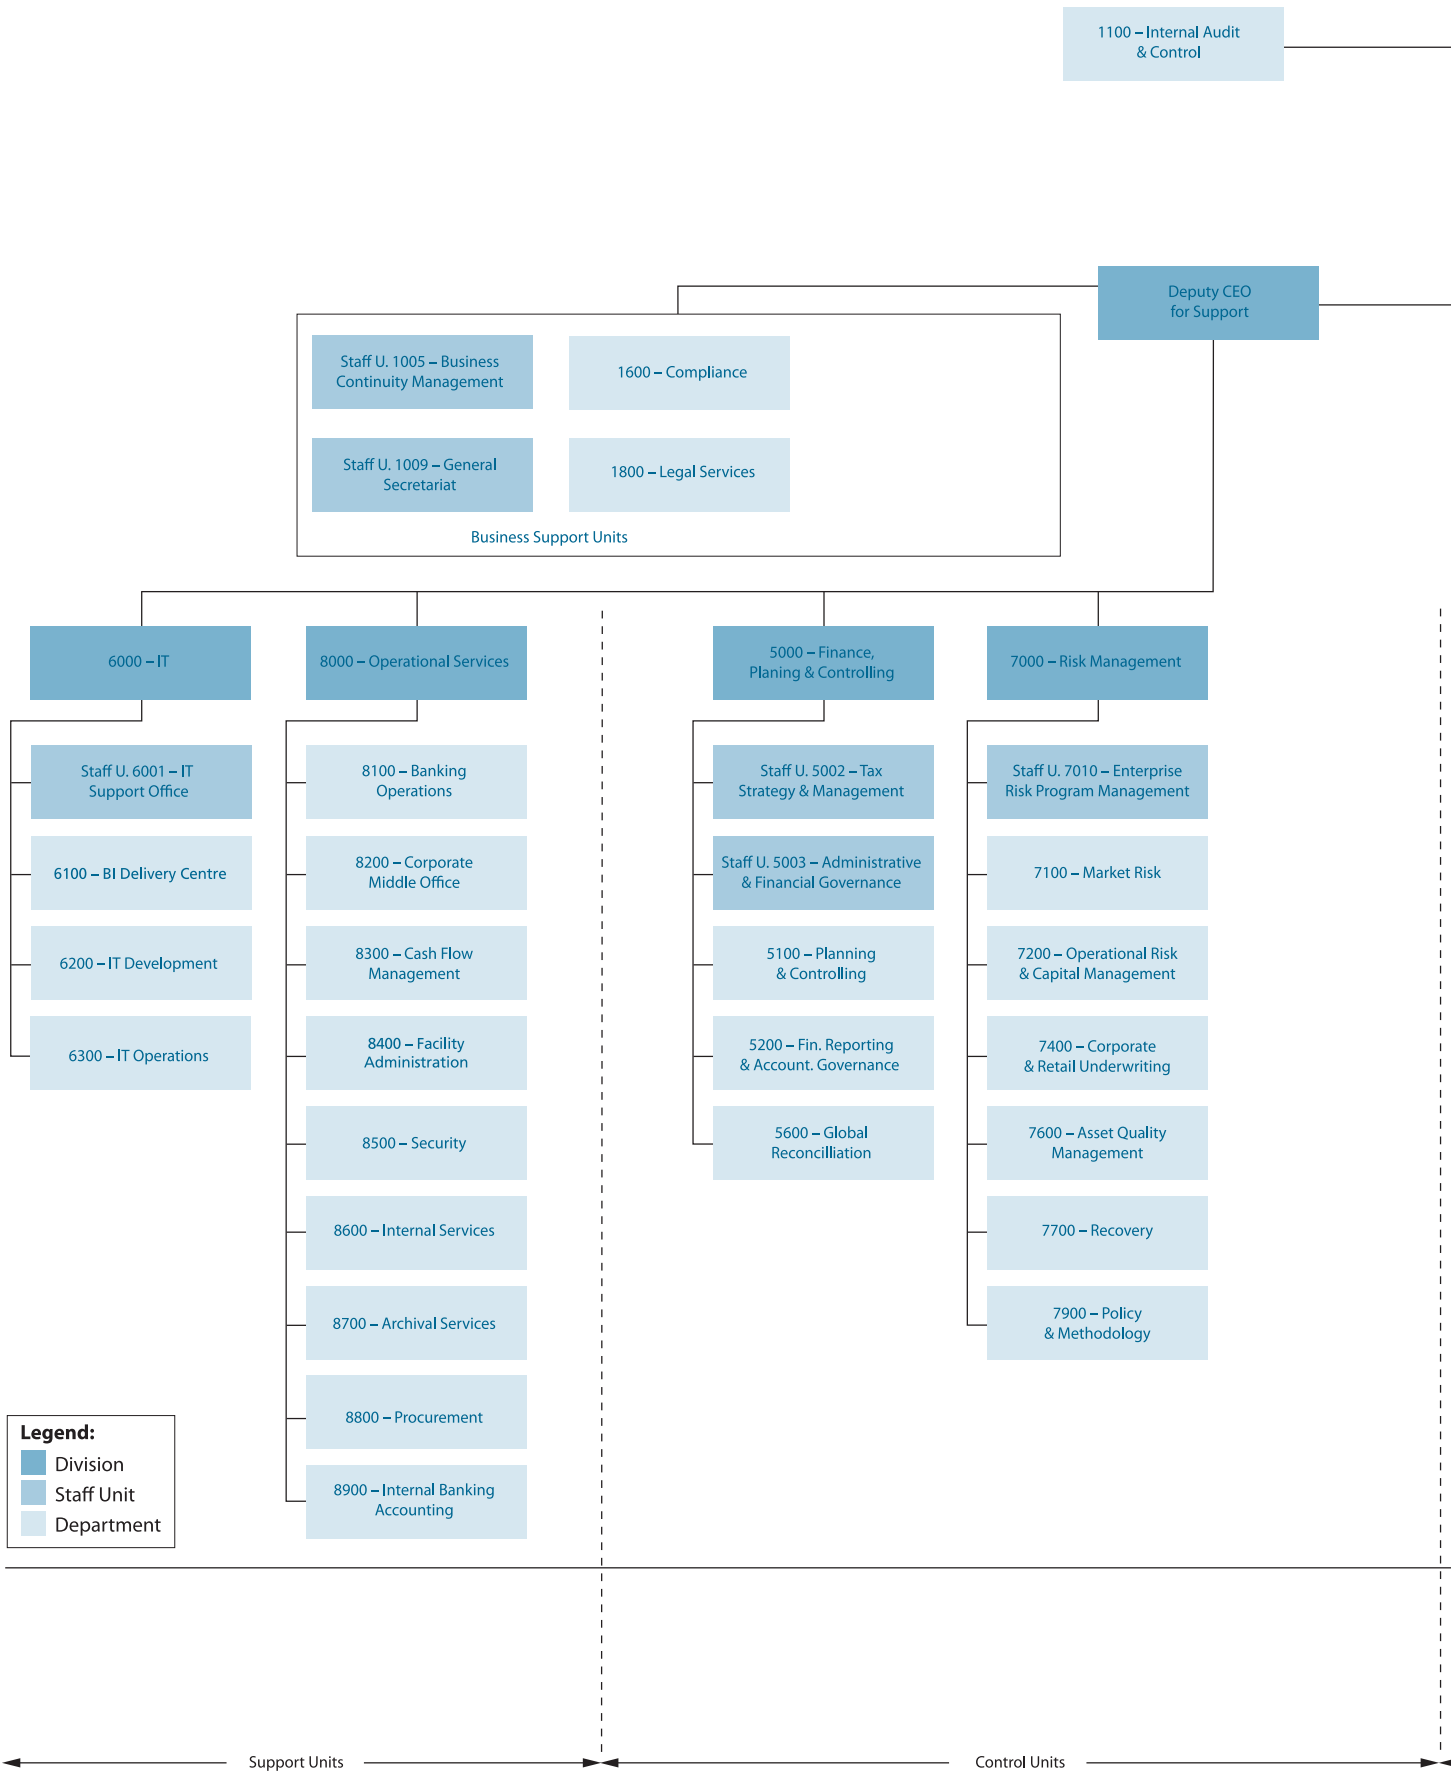 1100 – Internal Audit
& Control
Deputy CEO
for Support
Staff U. 1005 – Business
Continuity Management
1600 – Compliance
Staff U. 1009 – General
Secretariat
1800 – Legal Services
Business Support Units
6000 – IT
8000 – Operational Services
5000 – Finance,
Planing & Controlling
7000 – Risk Management
Staff U. 6001 – IT
Support Office
6100 – BI Delivery Centre
6200 – IT Development
6300 – IT Operations
8100 – Banking
Operations
8200 – Corporate
Middle Office
8300 – Cash Flow
Management
8400 – Facility
Administration
8500 – Security
8600 – Internal Services
8700 – Archival Services
8800 – Procurement
8900 – Internal Banking
Accounting
Staff U. 5002 – Tax
Strategy & Management
Staff U. 5003 – Administrative
& Financial Governance
5100 – Planning
& Controlling
5200 – Fin. Reporting
& Account. Governance
5600 – Global
Reconcilliation
Staff U. 7010 – Enterprise
Risk Program Management
7100 – Market Risk
7200 – Operational Risk
& Capital Management
7400 – Corporate
& Retail Underwriting
7600 – Asset Quality
Management
7700 – Recovery
7900 – Policy
& Methodology
Legend:
Division
Staff Unit
Department
Support Units
Control Units